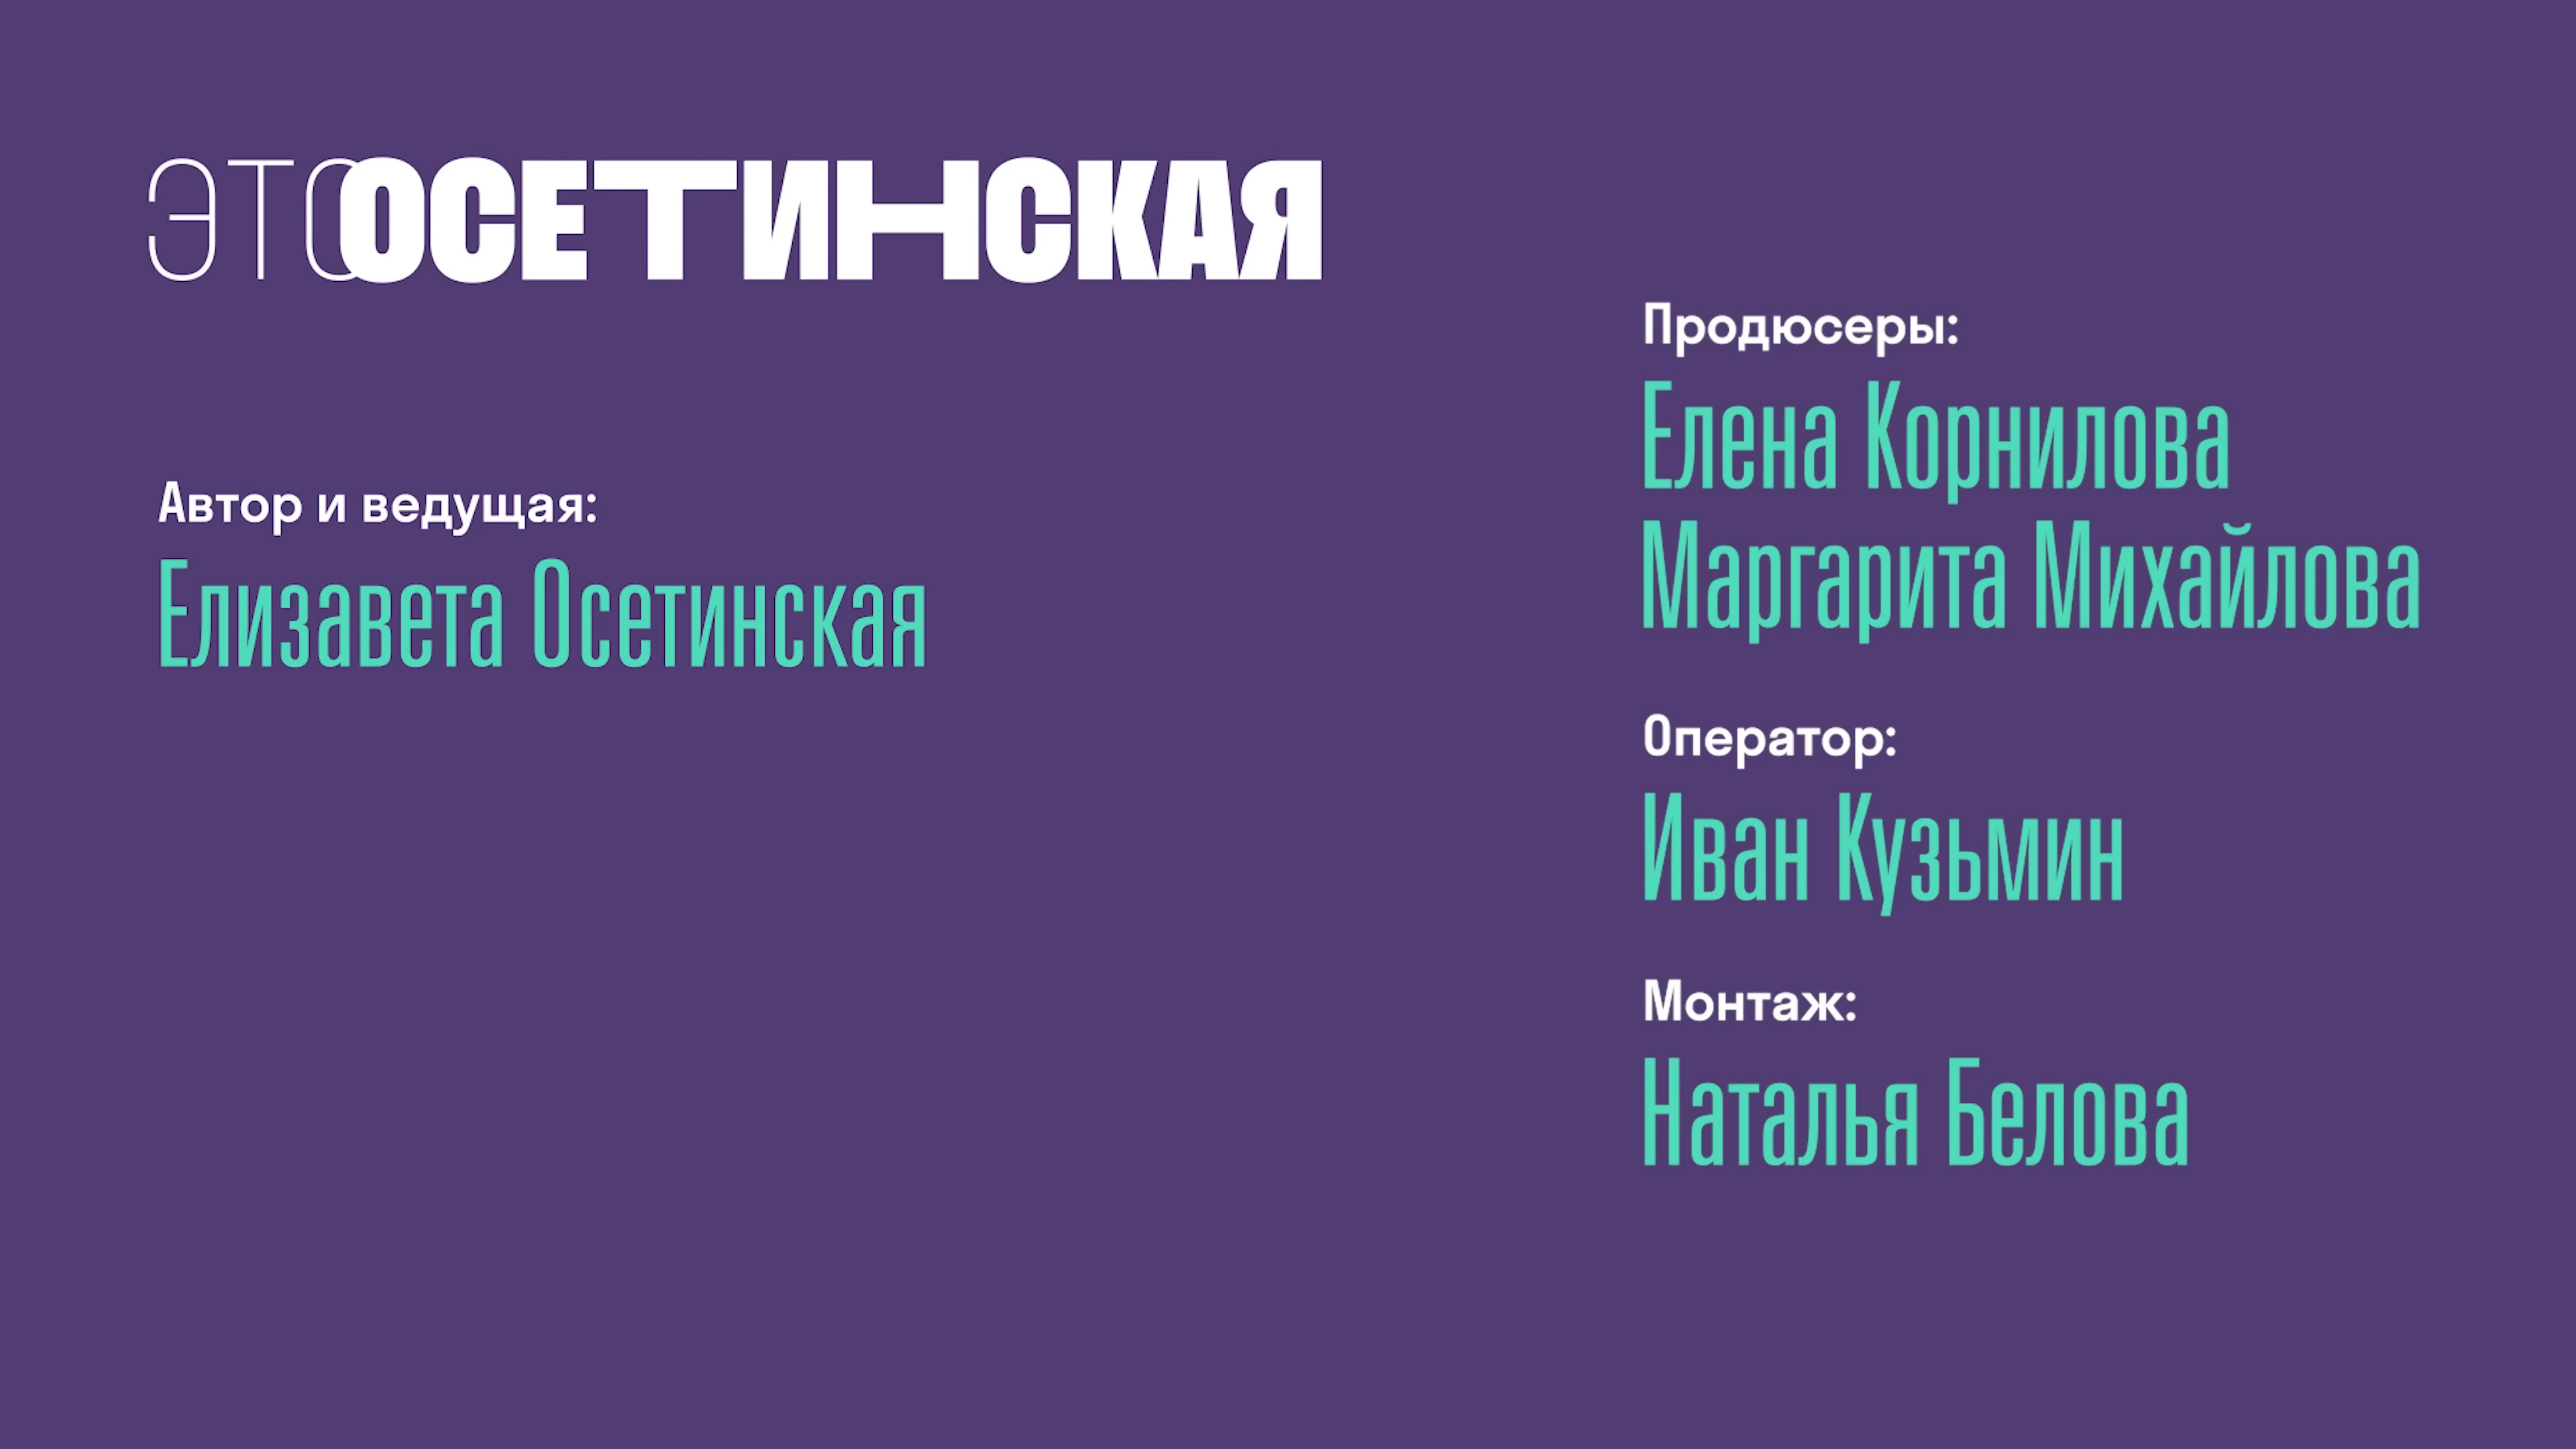 ЭТО ОСЕТИНСКАЯ
Автор и ведущая:
Елизавета Осетинская
Продюсеры:
Елена Корнилова
Маргарита Михайлова
Оператор:
Иван Кузьмин
Монтаж:
Наталья Белова